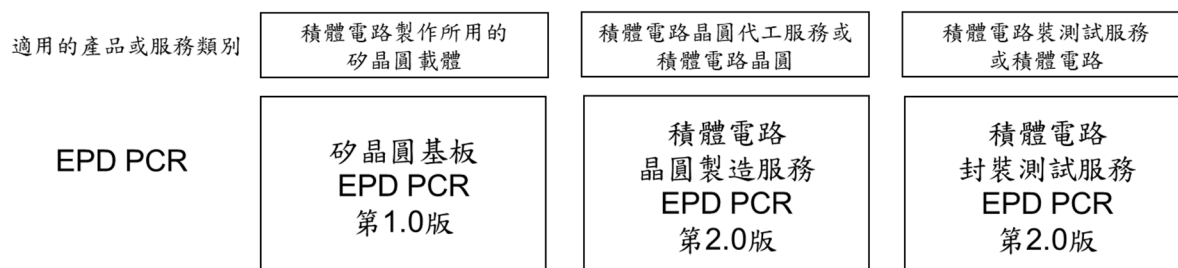 適用的產品或服務類別
積體電路製作所用的
矽晶圓載體
積體電路晶圓代工服務或
積體電路晶圓
積體電路裝測試服務
或積體電路
EPD PCR
矽晶圓基板
EPD PCR
第1.0版
積體電路
晶圓製造服務
EPD PCR
第2.0版
積體電路
封裝測試服務
EPD PCR
第2.0版